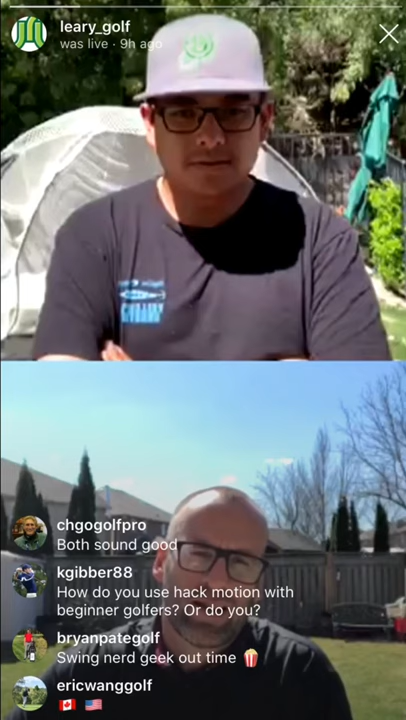 leary_golf
was live · 9h ago
chgogolfpro
Both sound good
kgibber88
How do you use hack motion with
beginner golfers? Or do you?
bryanpategolf
Swing nerd geek out time 🍿
ericwanggolf
🇨🇦 🇺🇸